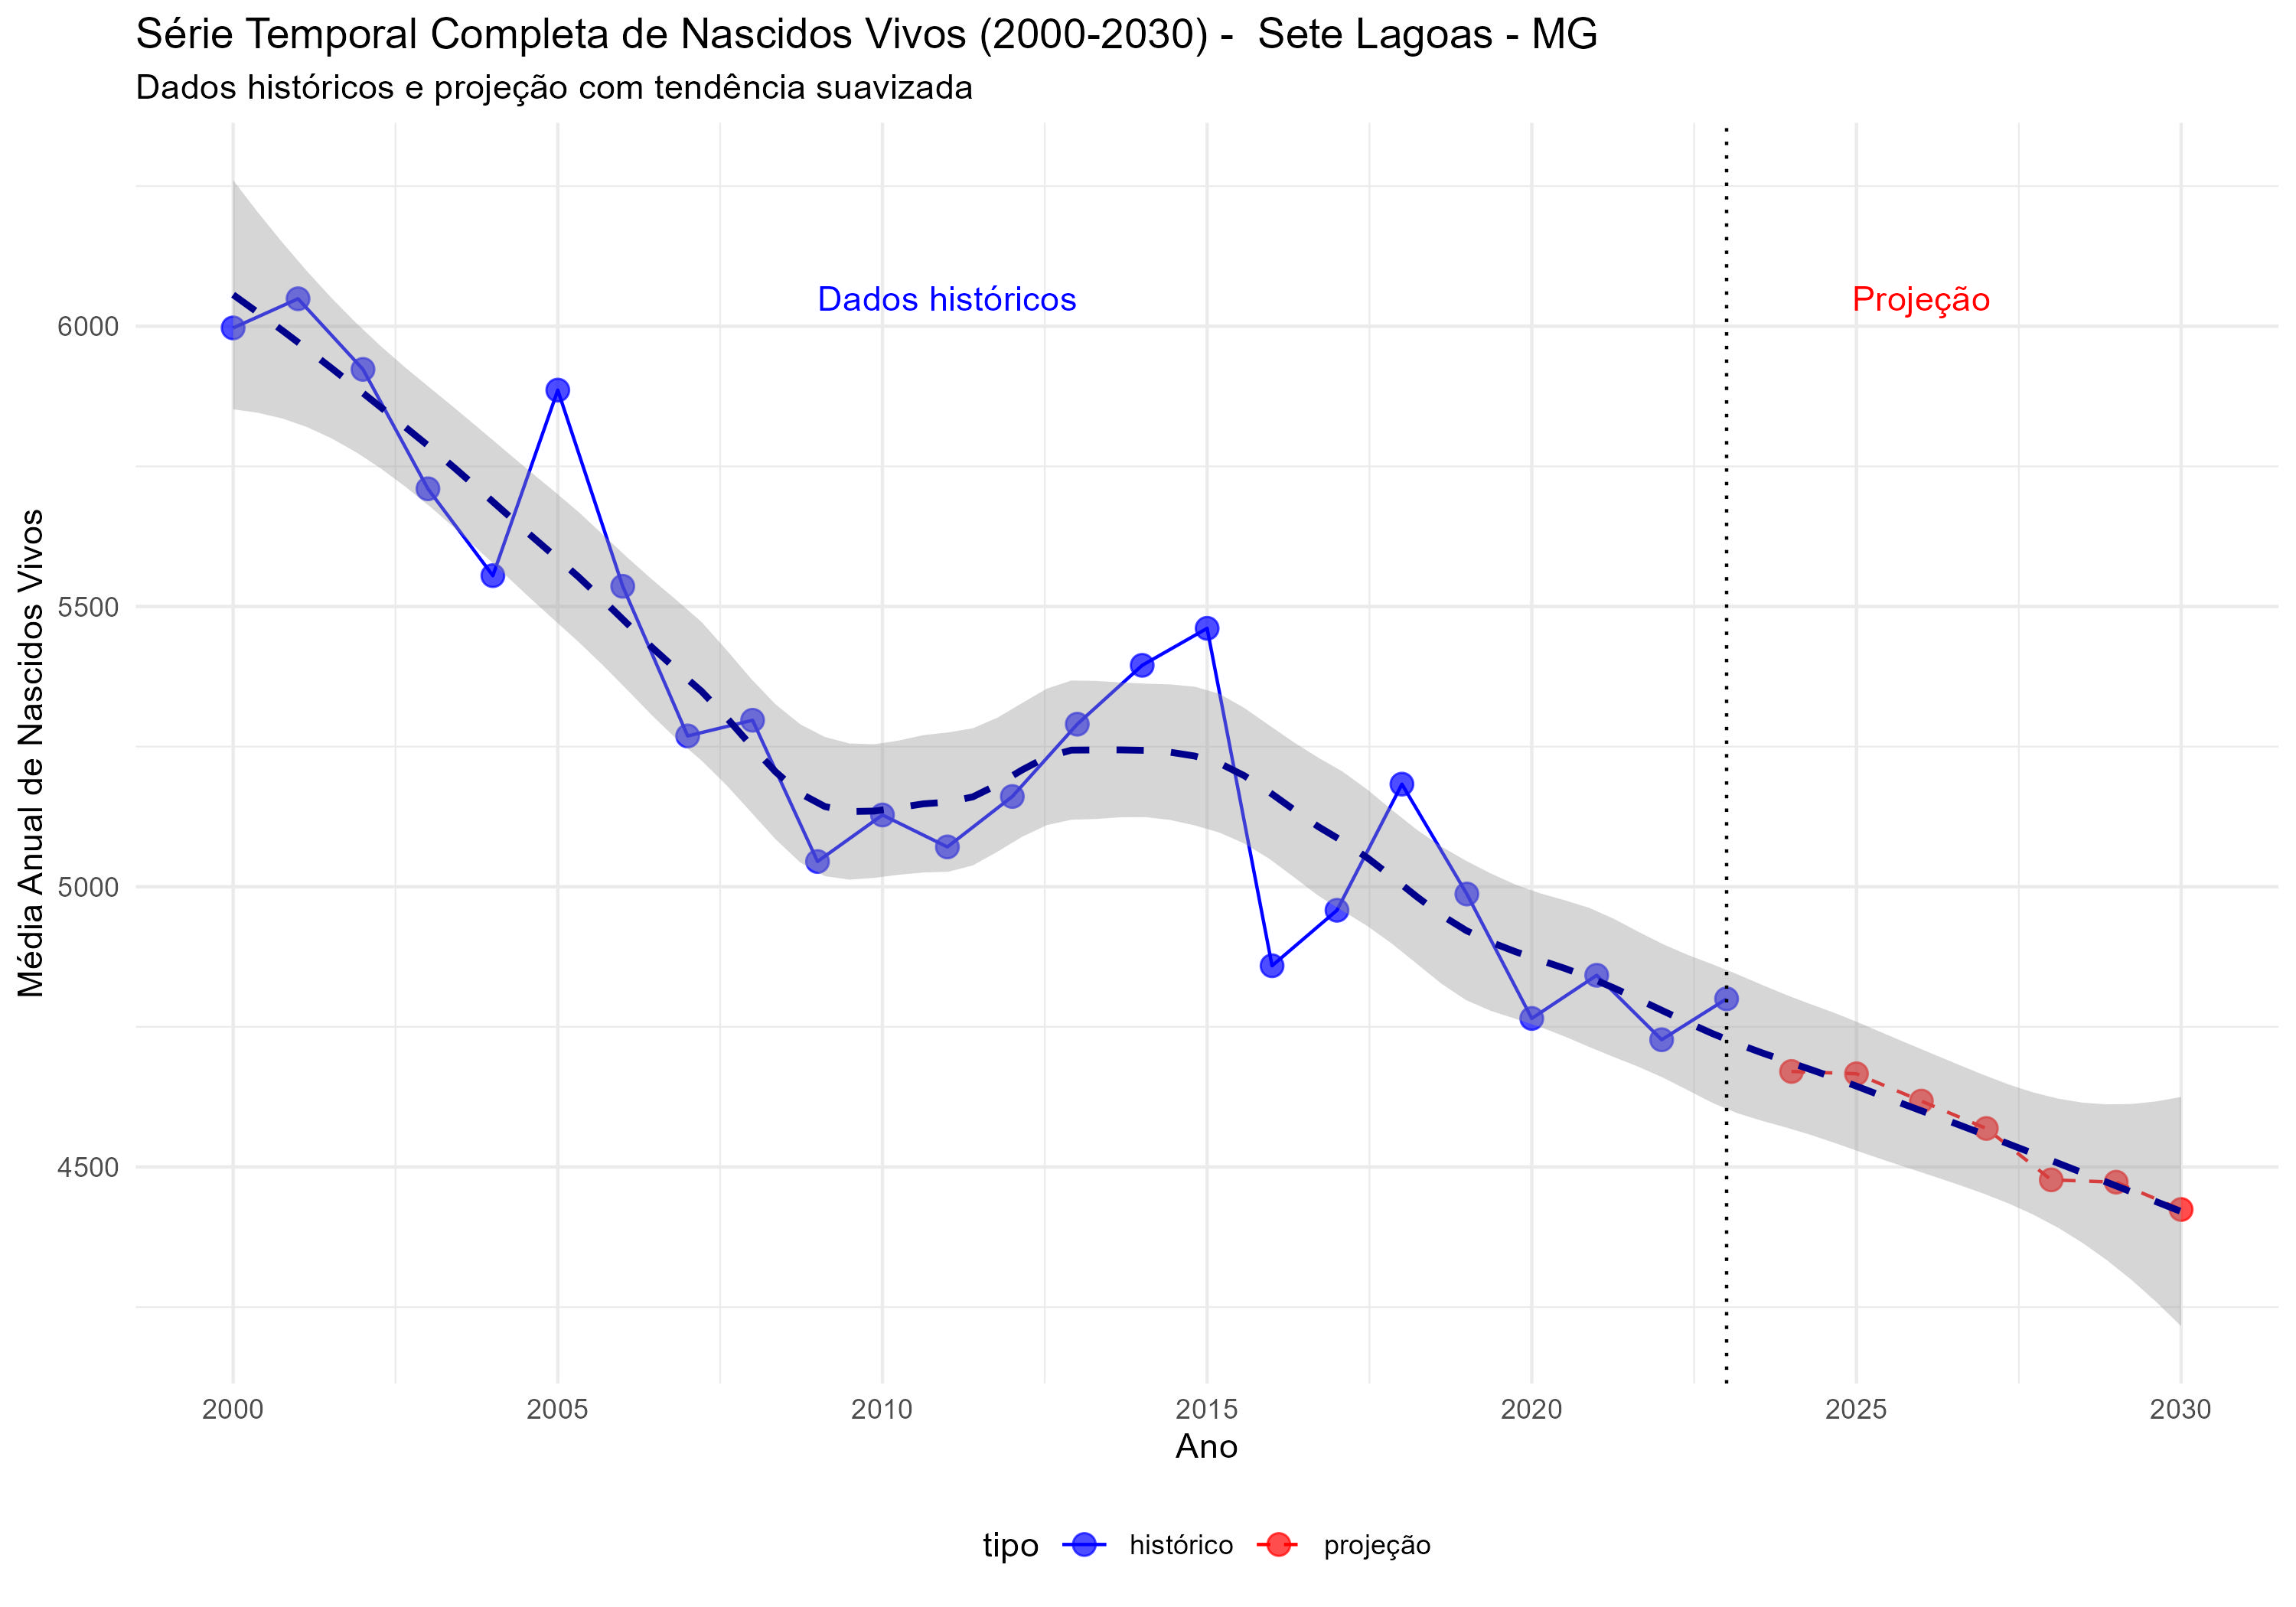 Série Temporal Completa de Nascidos Vivos (2000-2030) -  Sete Lagoas - MG
Dados históricos e projeção com tendência suavizada
Média Anual de Nascidos Vivos
6000
5500
5000
4500
Dados históricos
Projeção
2000
2005
2010
2015
2020
2025
2030
Ano
tipo
histórico
projeção